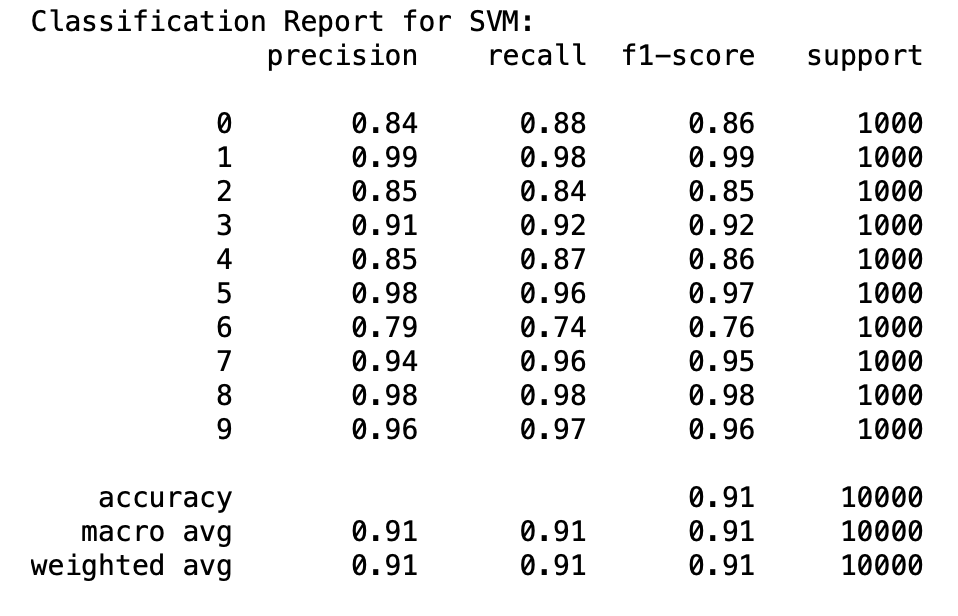 Classification Report for SVM:
precision recall f1-score support
0 0.84 0.88 0.86 1000
1 0.99 0.98 0.99 1000
2 0.85 0.84 0.85 1000
3 0.91 0.92 0.92 1000
4 0.85 0.87 0.86 1000
5 0.98 0.96 0.97 1000
6 0.79 0.74 0.76 1000
7 0.94 0.96 0.95 1000
8 0.98 0.98 0.98 1000
9 0.96 0.97 0.96 1000
accuracy 0.91 10000
macro avg 0.91 0.91 0.91 10000
weighted avg 0.91 0.91 0.91 10000